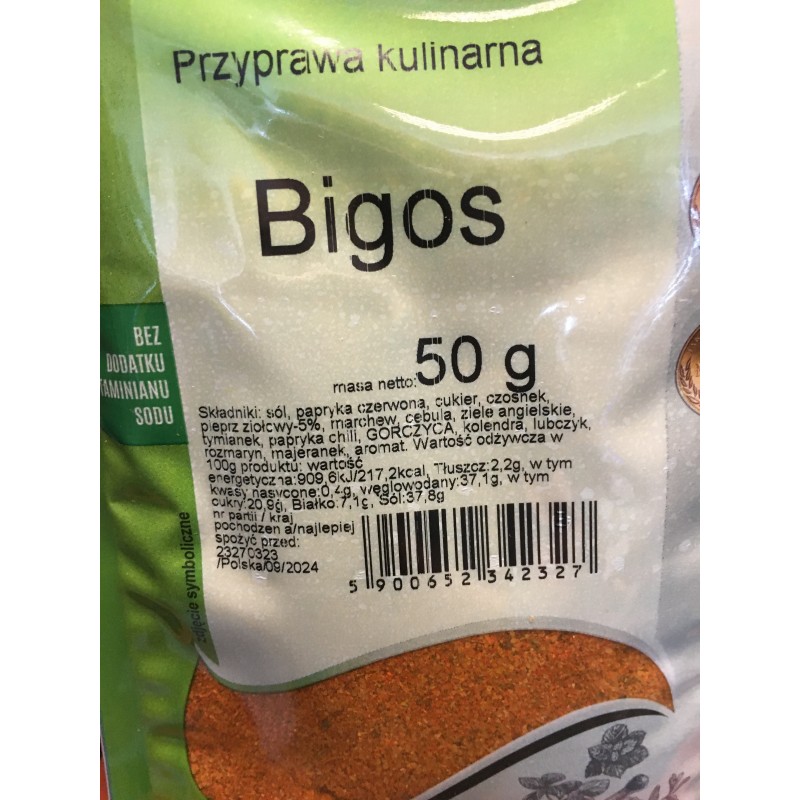 Przyprawa kulinarna
Bigos
BEZ
DODATKU
SODU
masa netto: 50 g
Składniki: sól, papryka czerwona, cukier, czosnek,
pieprz ziołowy-5%, marchew, cebula, ziele angielskie,
tymianek, papryka chili, GORCZYCA, kolendra, lubczyk,
rozmaryn, majeranek, aromat. Wartość odżywcza w
100g produktu: wartość
energetyczna:909,6kJ/217,2kcal, Tłuszcz:2,2g, w tym
kwasy nasycone:0,4g, węglowodany:37,1g, w tym
cukry:20,9g, Białko:7,1g, Sól:37,8g
nr partii / kraj
pochodzenia/najlepiej
spożyć przed:
23270323
/Polska/09/2024
5 900652 342327
zdjęcie symboliczne